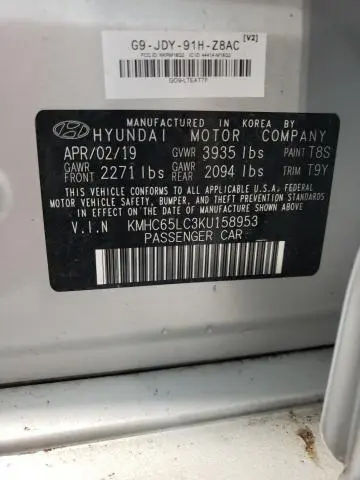 G9-JDY-91H-Z8AC [V2]
MANUFACTURED IN KOREA BY
HYUNDAI MOTOR COMPANY
APR/02/19 GVWR 3935 lbs PAINT T8S
GAWR FRONT 2271 lbs GAWR REAR 2094 lbs TRIM T9Y
THIS VEHICLE CONFORMS TO ALL APPLICABLE U.S.A. FEDERAL
MOTOR VEHICLE SAFETY, BUMPER, AND THEFT PREVENTION
STANDARDS IN EFFECT ON THE DATE OF MANUFACTURE SHOWN ABOVE.
V.I.N KMHC65LC3KU158953
PASSENGER CAR